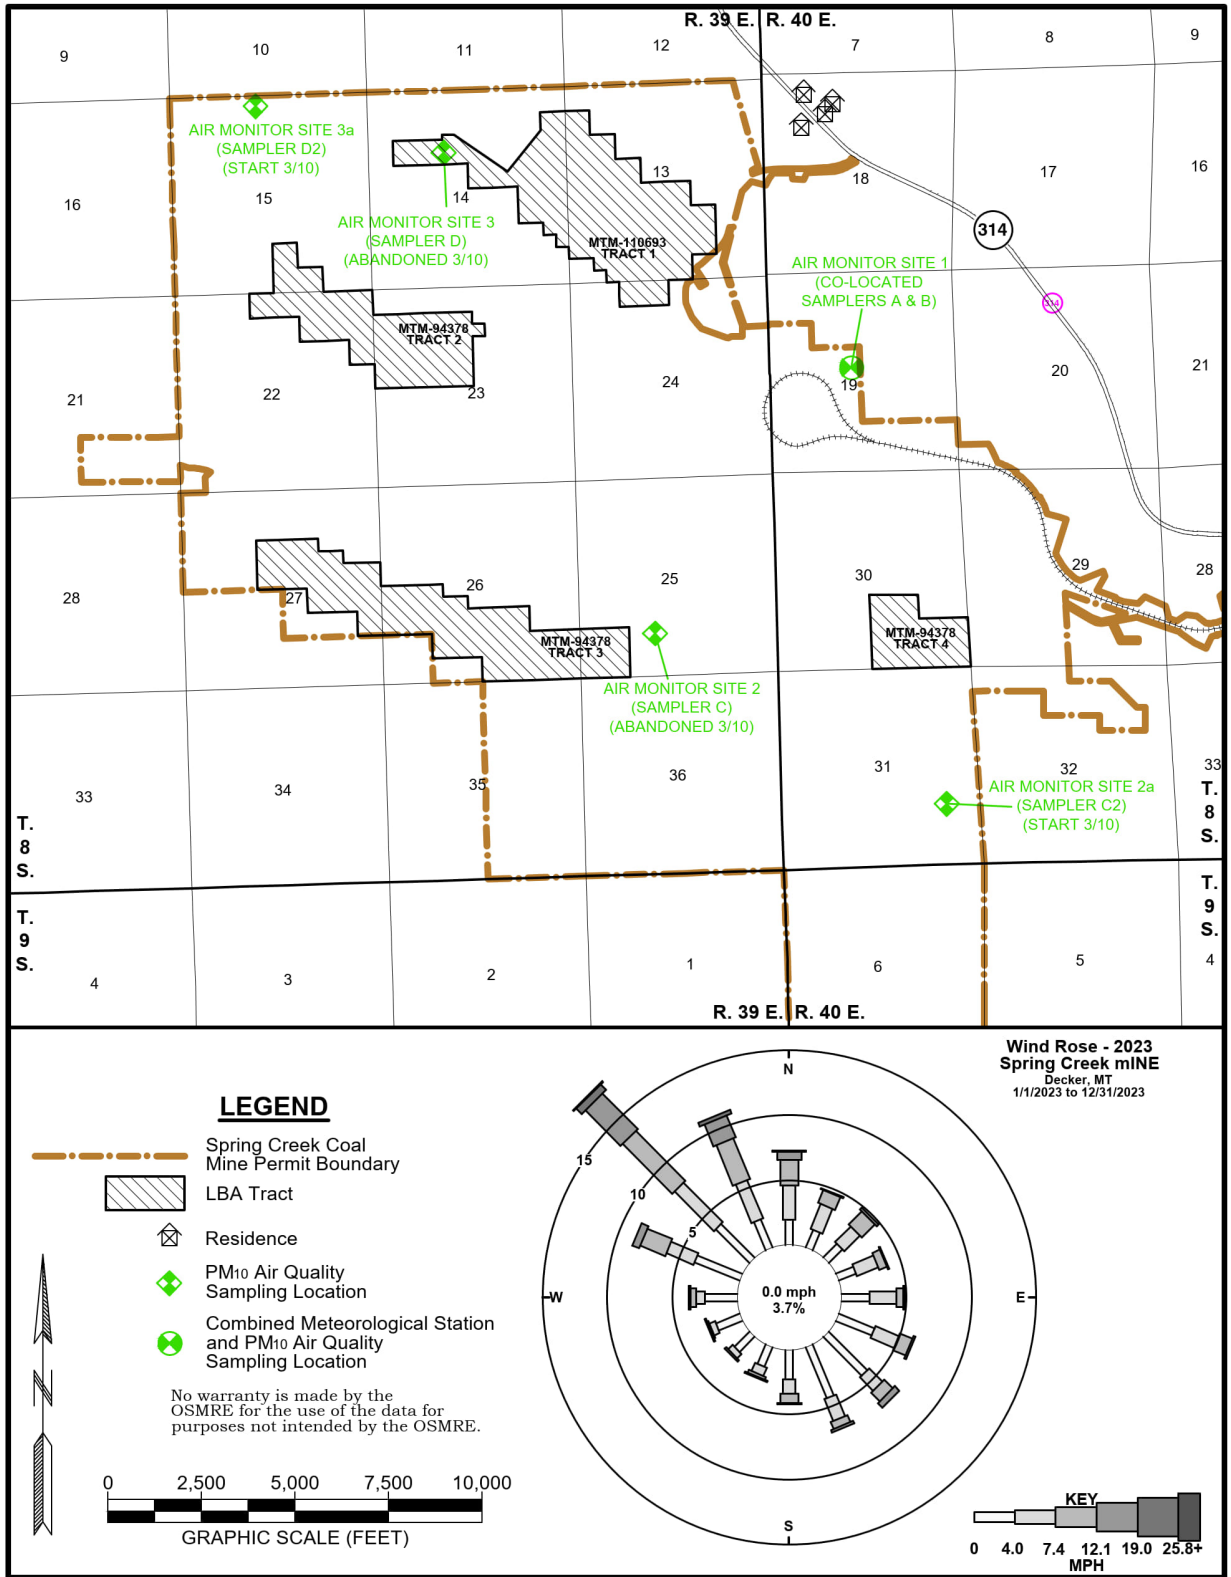 R. 39 E. R. 40 E.
9
10
11
12
7
8
9
AIR MONITOR SITE 3a
(SAMPLER D2)
(START 3/10)
16
15
14
13
18
17
16
AIR MONITOR SITE 3
(SAMPLER D)
(ABANDONED 3/10)
MTM-110693
TRACT 1
314
AIR MONITOR SITE 1
(CO-LOCATED
SAMPLERS A & B)
314
MTM-94378
TRACT 2
21
22
23
24
19
20
21
28
27
26
25
30
29
28
MTM-94378
TRACT 3
MTM-94378
TRACT 4
AIR MONITOR SITE 2
(SAMPLER C)
(ABANDONED 3/10)
33
34
35
36
31
32
33
AIR MONITOR SITE 2a
(SAMPLER C2)
(START 3/10)
T.
8
S.
T.
8
S.
T.
9
S.
T.
9
S.
4
3
2
1
6
5
4
R. 39 E. R. 40 E.
LEGEND
Spring Creek Coal
Mine Permit Boundary
LBA Tract
Residence
PM10 Air Quality
Sampling Location
Combined Meteorological Station
and PM10 Air Quality
Sampling Location
No warranty is made by the
OSMRE for the use of the data for
purposes not intended by the OSMRE.
N
0 2,500 5,000 7,500 10,000
GRAPHIC SCALE (FEET)
Wind Rose - 2023
Spring Creek mINE
Decker, MT
1/1/2023 to 12/31/2023
N
15
10
5
W
0.0 mph
3.7%
E
S
KEY
0 4.0 7.4 12.1 19.0 25.8+
MPH